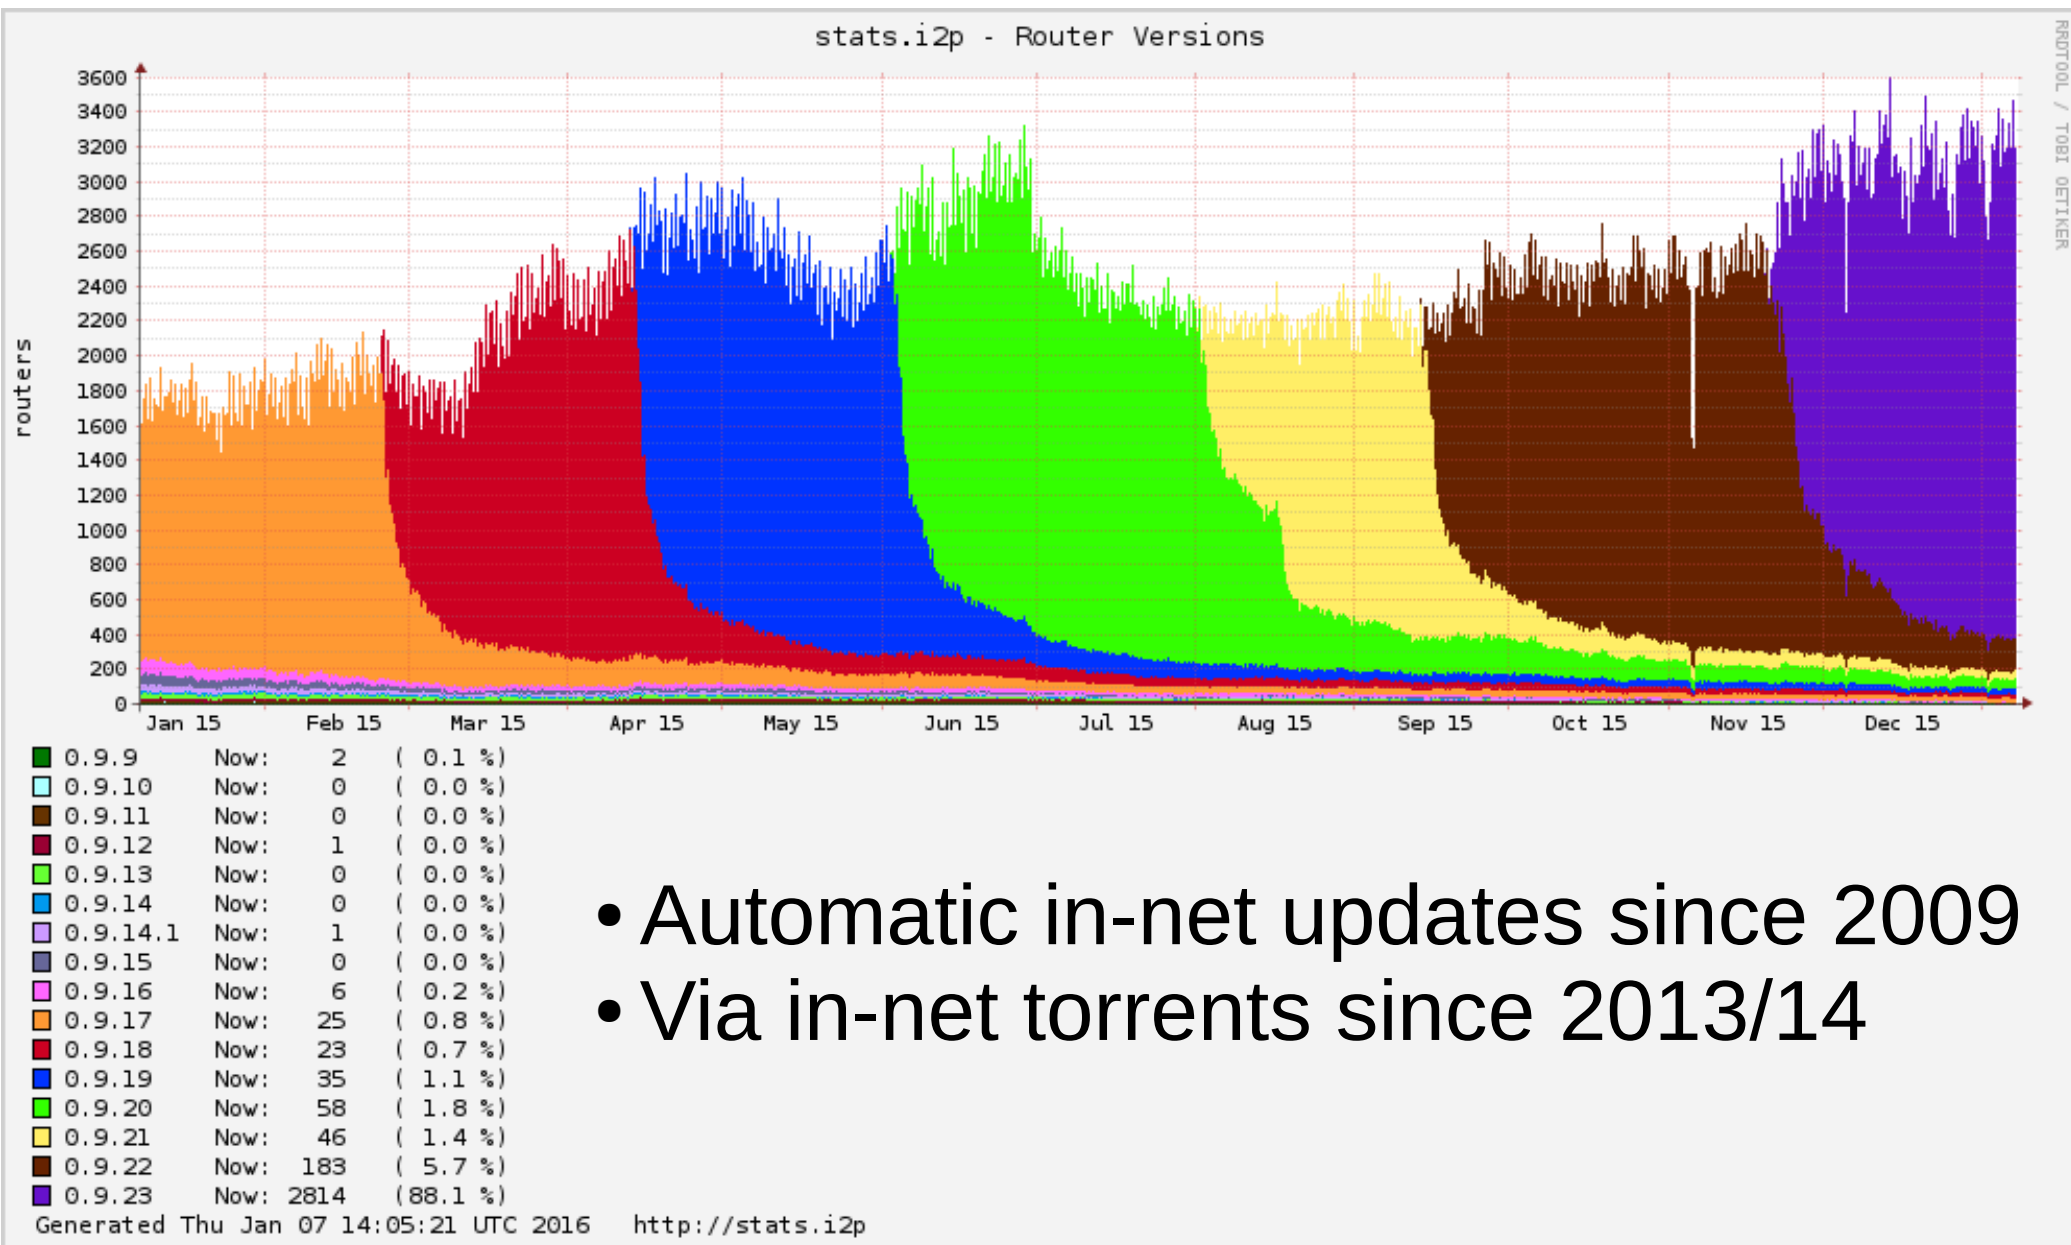 stats.i2p - Router Versions
RRDTOOL / TOBI OETIKER
routers
3600
3400
3200
3000
2800
2600
2400
2200
2000
1800
1600
1400
1200
1000
800
600
400
200
0
Jan 15 Feb 15 Mar 15 Apr 15 May 15 Jun 15 Jul 15 Aug 15 Sep 15 Oct 15 Nov 15 Dec 15
0.9.9 Now: 2 ( 0.1 %)
0.9.10 Now: 0 ( 0.0 %)
0.9.11 Now: 0 ( 0.0 %)
0.9.12 Now: 1 ( 0.0 %)
0.9.13 Now: 0 ( 0.0 %)
0.9.14 Now: 0 ( 0.0 %)
0.9.14.1 Now: 1 ( 0.0 %)
0.9.15 Now: 0 ( 0.0 %)
0.9.16 Now: 6 ( 0.2 %)
0.9.17 Now: 25 ( 0.8 %)
0.9.18 Now: 23 ( 0.7 %)
0.9.19 Now: 35 ( 1.1 %)
0.9.20 Now: 58 ( 1.8 %)
0.9.21 Now: 46 ( 1.4 %)
0.9.22 Now: 183 ( 5.7 %)
0.9.23 Now: 2814 (88.1 %)
Generated Thu Jan 07 14:05:21 UTC 2016 http://stats.i2p
• Automatic in-net updates since 2009
• Via in-net torrents since 2013/14